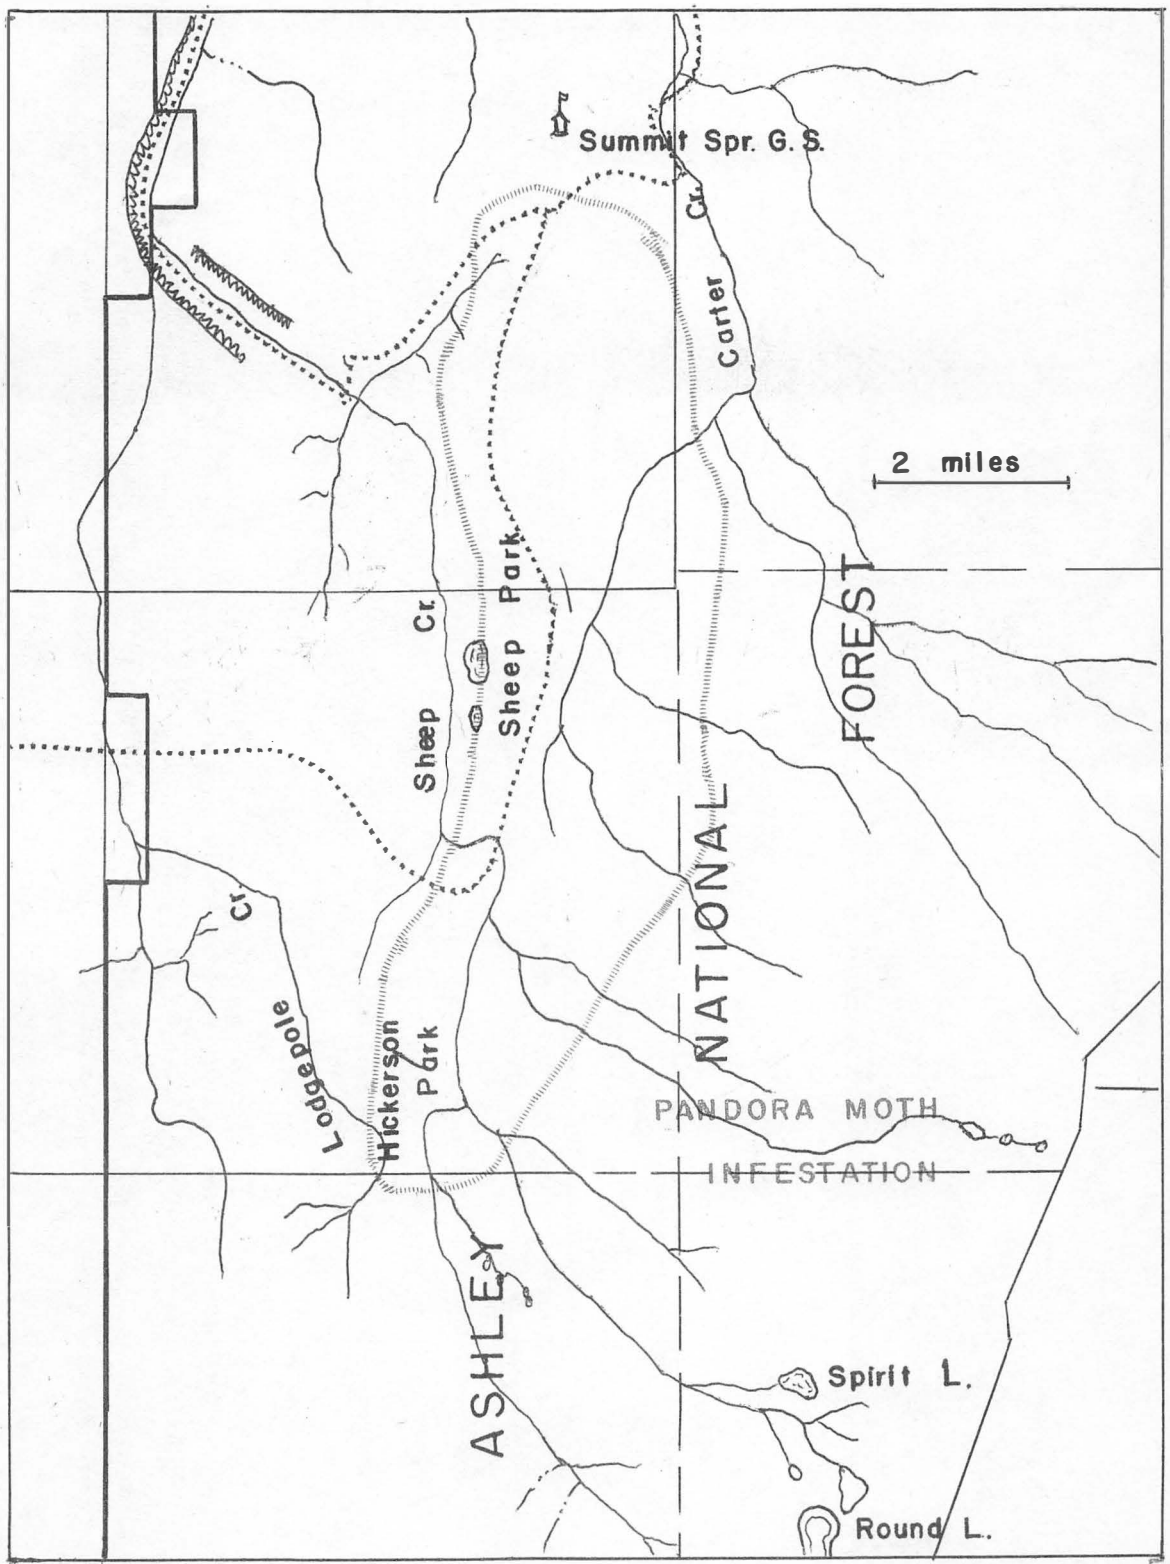 Summit Spr. G.S.
Carter Cr.
2 miles
Sheep Cr.
Sheep Park
FOREST
NATIONAL
Lodgepole Cr.
Hickerson
Park
PANDORA MOTH
INFESTATION
ASHLEY
Spirit L.
Round L.